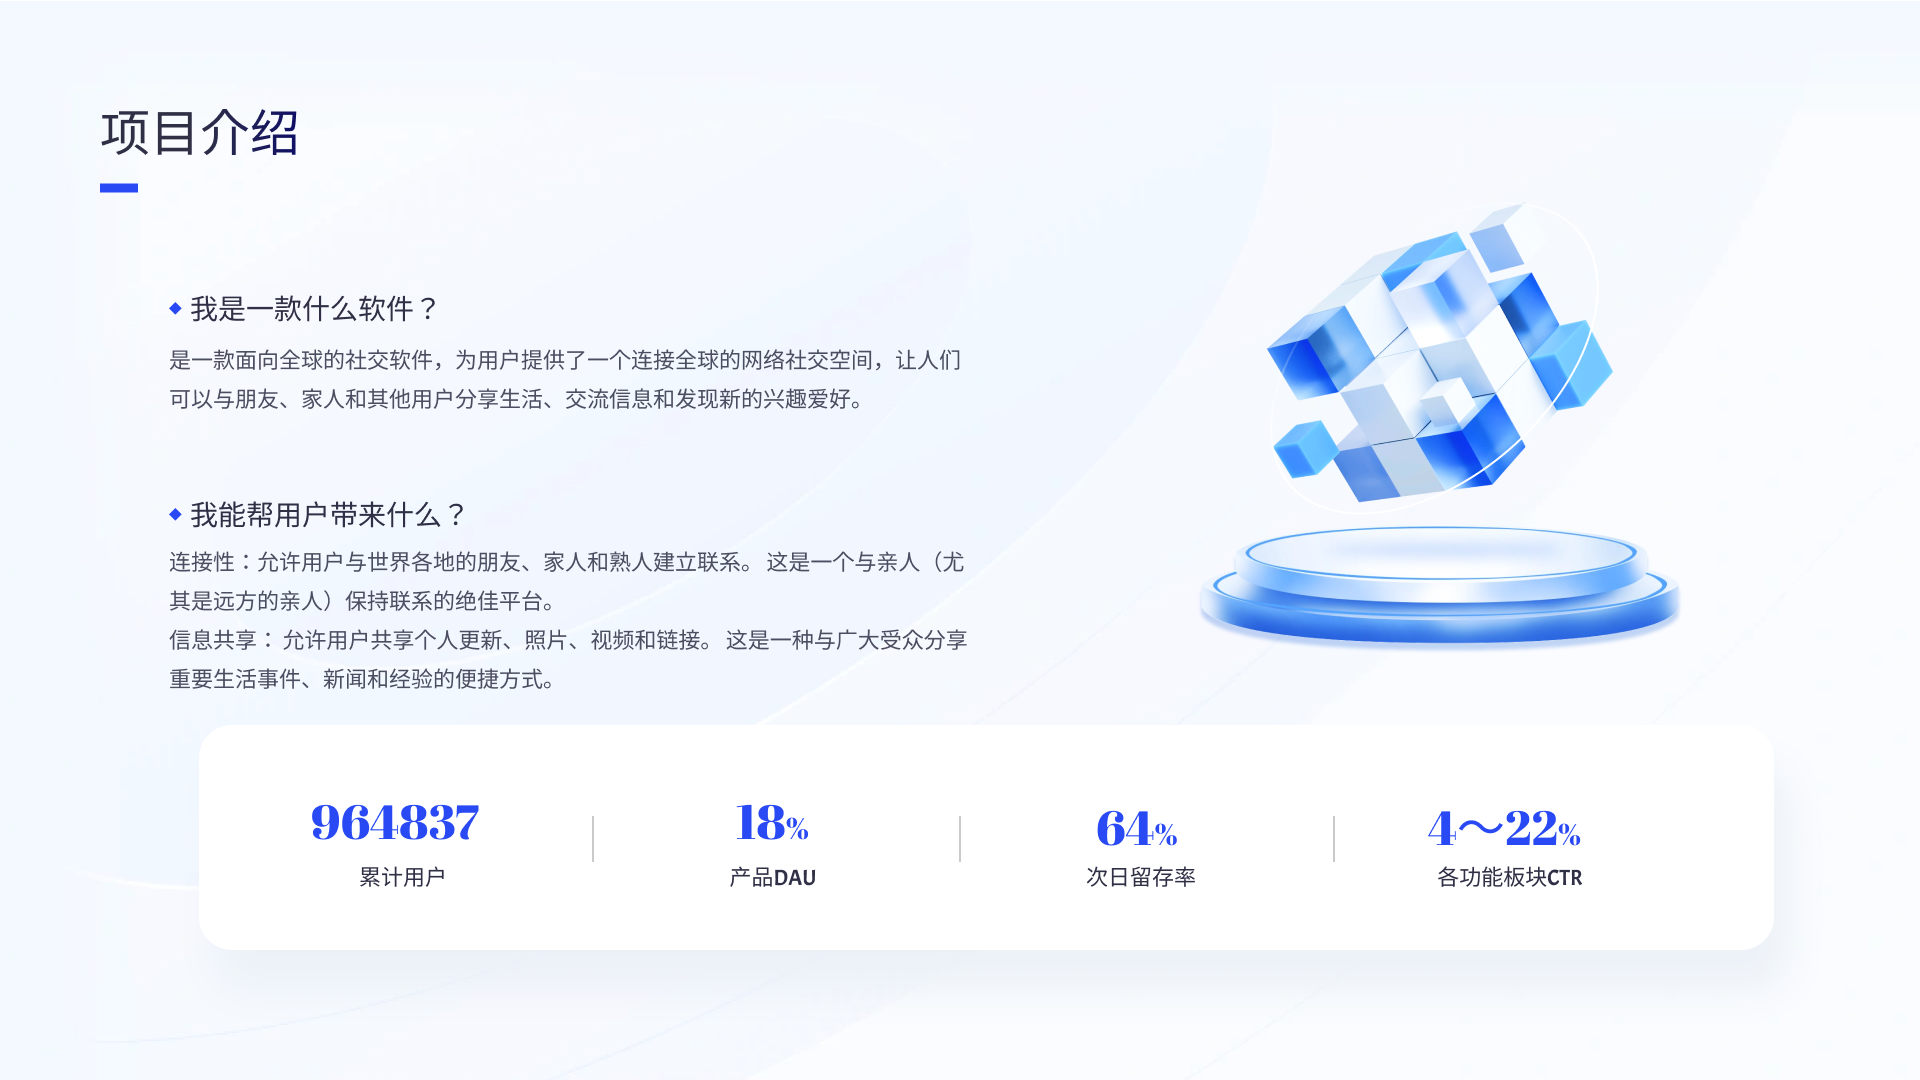 项目介绍
我是一款什么软件？
是一款面向全球的社交软件，为用户提供了一个连接全球的网络社交空间，让人们
可以与朋友、家人和其他用户分享生活、交流信息和发现新的兴趣爱好。
我能帮用户带来什么？
连接性：允许用户与世界各地的朋友、家人和熟人建立联系。 这是一个与亲人（尤
其是远方的亲人）保持联系的绝佳平台。
信息共享： 允许用户共享个人更新、照片、视频和链接。 这是一种与广大受众分享
重要生活事件、新闻和经验的便捷方式。
964837
累计用户
18%
产品DAU
64%
次日留存率
4～22%
各功能板块CTR